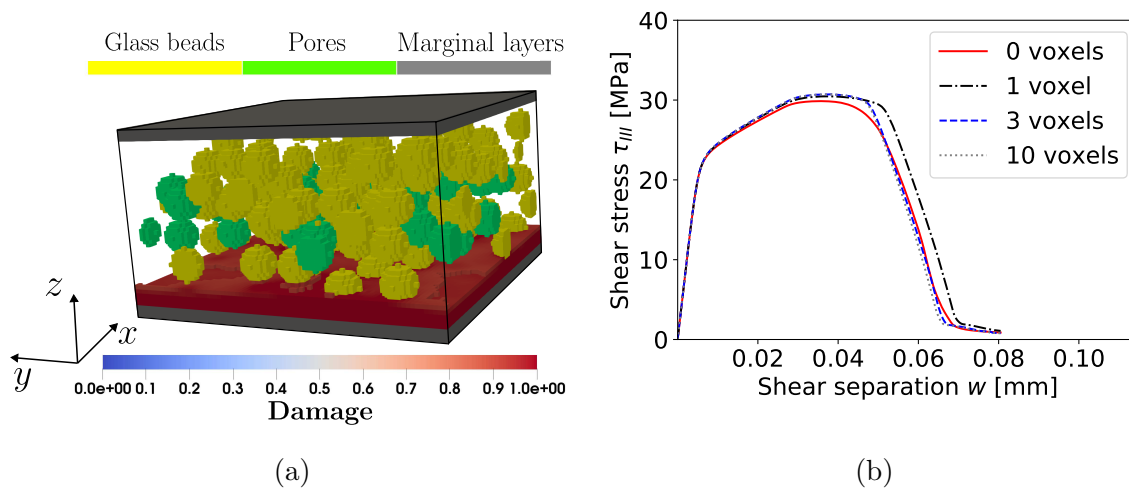 Glass beads Pores Marginal layers
z
x
y
0.0e+00 0.1 0.2 0.3 0.4 0.5 0.6 0.7 0.8 1.0e+00
Damage
(a)
40
30
20
10
0
Shear stress τ_III [MPa]
0 voxels
1 voxel
3 voxels
10 voxels
0.02 0.04 0.06 0.08 0.10
Shear separation w [mm]
(b)